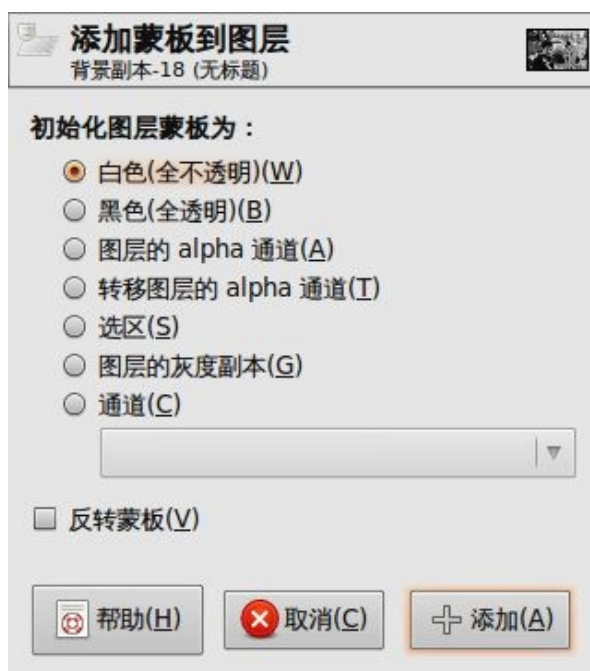 添加蒙板到图层
背景副本-18 (无标题)
初始化图层蒙板为：
白色(全不透明)(W)
黑色(全透明)(B)
图层的 alpha 通道(A)
转移图层的 alpha 通道(T)
选区(S)
图层的灰度副本(G)
通道(C)
反转蒙板(V)
帮助(H) 取消(C) 添加(A)